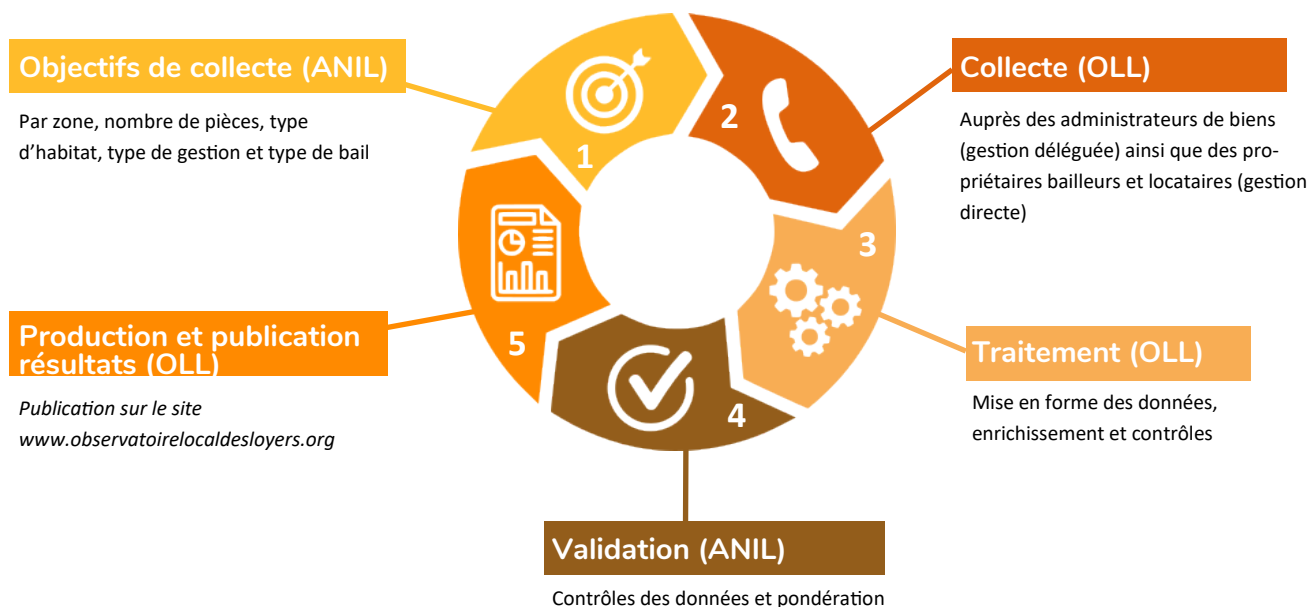 Objectifs de collecte (ANIL)
Par zone, nombre de pièces, type
d'habitat, type de gestion et type de bail
1
2
Collecte (OLL)
Auprès des administrateurs de biens
(gestion déléguée) ainsi que des pro-
priétaires bailleurs et locataires (gestion
directe)
3
Traitement (OLL)
Mise en forme des données,
enrichissement et contrôles
4
Validation (ANIL)
Contrôles des données et pondération
5
Production et publication
résultats (OLL)
Publication sur le site
www.observatoirelocaldesloyers.org